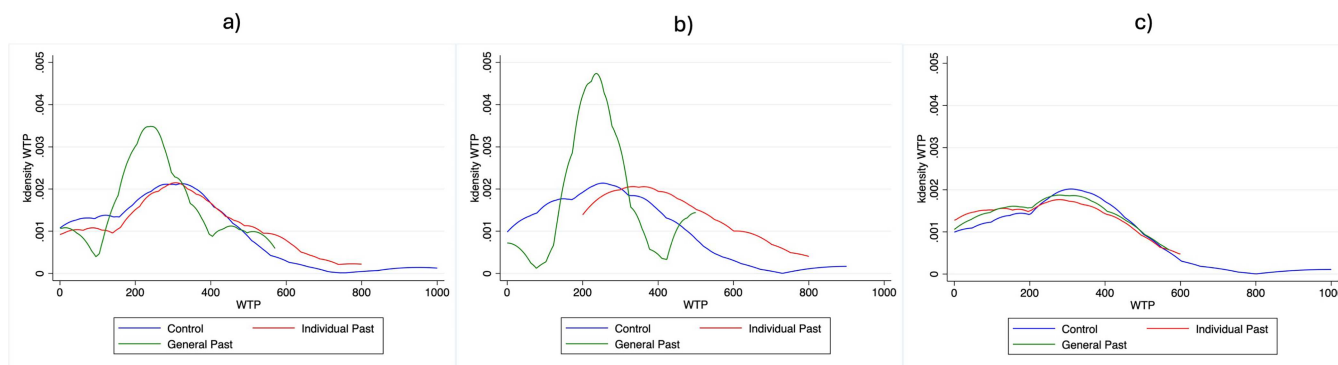 a)
b)
c)
kdensity WTP
0
.001
.002
.003
.004
.005
0
200
400
600
800
1000
WTP
Control
Individual Past
General Past
kdensity WTP
0
.001
.002
.003
.004
.005
0
200
400
600
800
1000
WTP
Control
Individual Past
General Past
kdensity WTP
0
.001
.002
.003
.004
.005
0
200
400
600
800
1000
WTP
Control
Individual Past
General Past